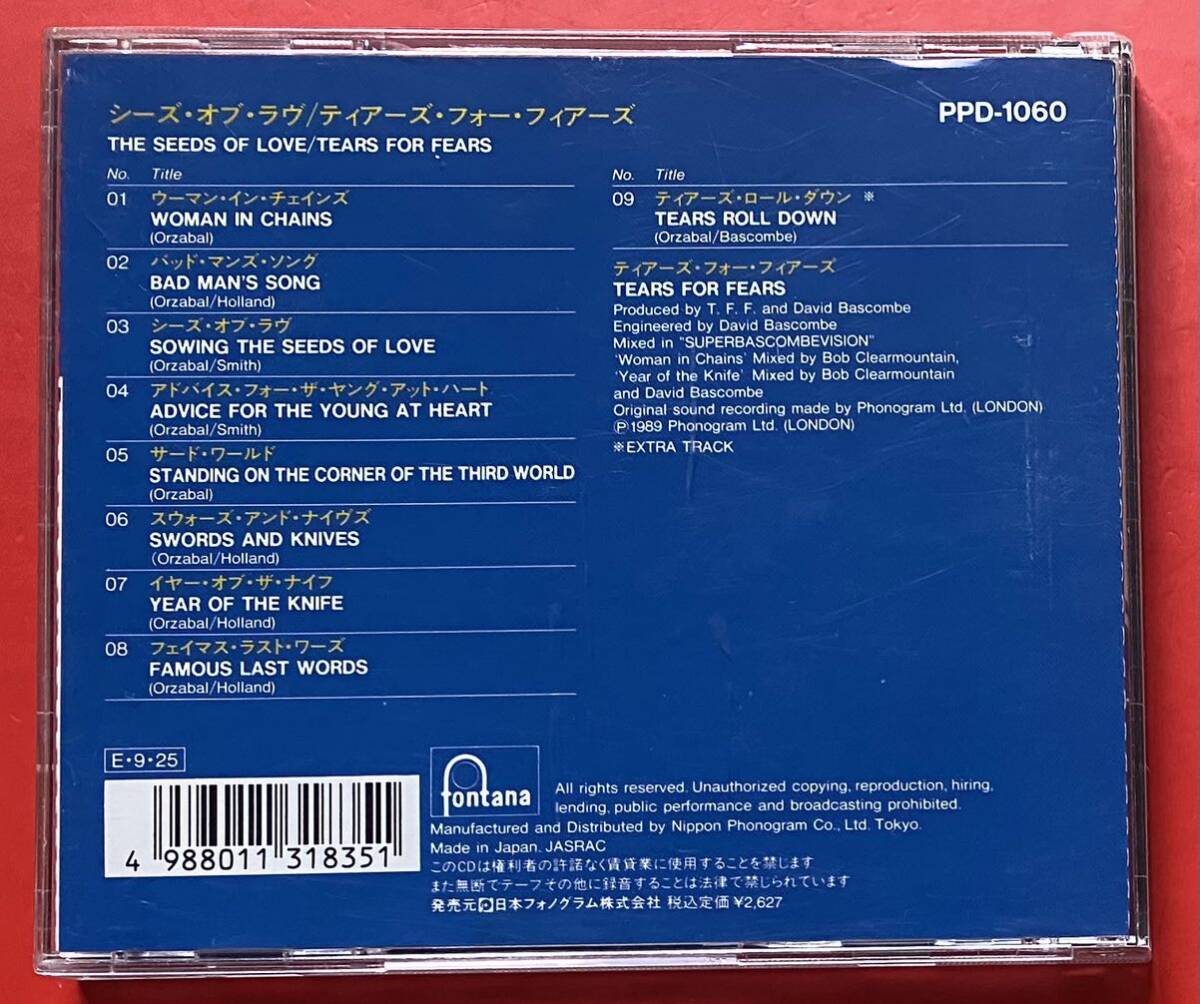 シーズ・オブ・ラヴ/ティアーズ・フォー・フィアーズ
PPD-1060
THE SEEDS OF LOVE/TEARS FOR FEARS
No. Title
01 ウーマン・イン・チェインズ
WOMAN IN CHAINS
(Orzabal)
02 バッド・マンズ・ソング
BAD MAN'S SONG
(Orzabal/Holland)
03 シーズ・オブ・ラヴ
SOWING THE SEEDS OF LOVE
(Orzabal/Smith)
04 アドバイス・フォー・ザ・ヤング・アット・ハート
ADVICE FOR THE YOUNG AT HEART
(Orzabal/Smith)
05 サード・ワールド
STANDING ON THE CORNER OF THE THIRD WORLD
(Orzabal)
06 スウォーズ・アンド・ナイヴズ
SWORDS AND KNIVES
(Orzabal/Holland)
07 イヤー・オブ・ザ・ナイフ
YEAR OF THE KNIFE
(Orzabal/Holland)
08 フェイマス・ラスト・ワーズ
FAMOUS LAST WORDS
(Orzabal/Holland)
No. Title
09 ティアーズ・ロール・ダウン ※
TEARS ROLL DOWN
(Orzabal/Bascombe)
ティアーズ・フォー・フィアーズ
TEARS FOR FEARS
Produced by T. F. F. and David Bascombe
Engineered by David Bascombe
Mixed in "SUPERBASCOMBEVISION"
'Woman in Chains' Mixed by Bob Clearmountain,
'Year of the Knife' Mixed by Bob Clearmountain
and David Bascombe
Original sound recording made by Phonogram Ltd. (LONDON)
Ⓟ1989 Phonogram Ltd. (LONDON)
※EXTRA TRACK
E・9・25
4 988011 318351
fontana
All rights reserved. Unauthorized copying, reproduction, hiring,
lending, public performance and broadcasting prohibited.
Manufactured and Distributed by Nippon Phonogram Co., Ltd. Tokyo.
Made in Japan. JASRAC
このCDは権利者の許諾なく賃貸業に使用することを禁じます
また無断でテープその他に録音することは法律で禁じられています
発売元 日本フォノグラム株式会社 税込定価¥2,627